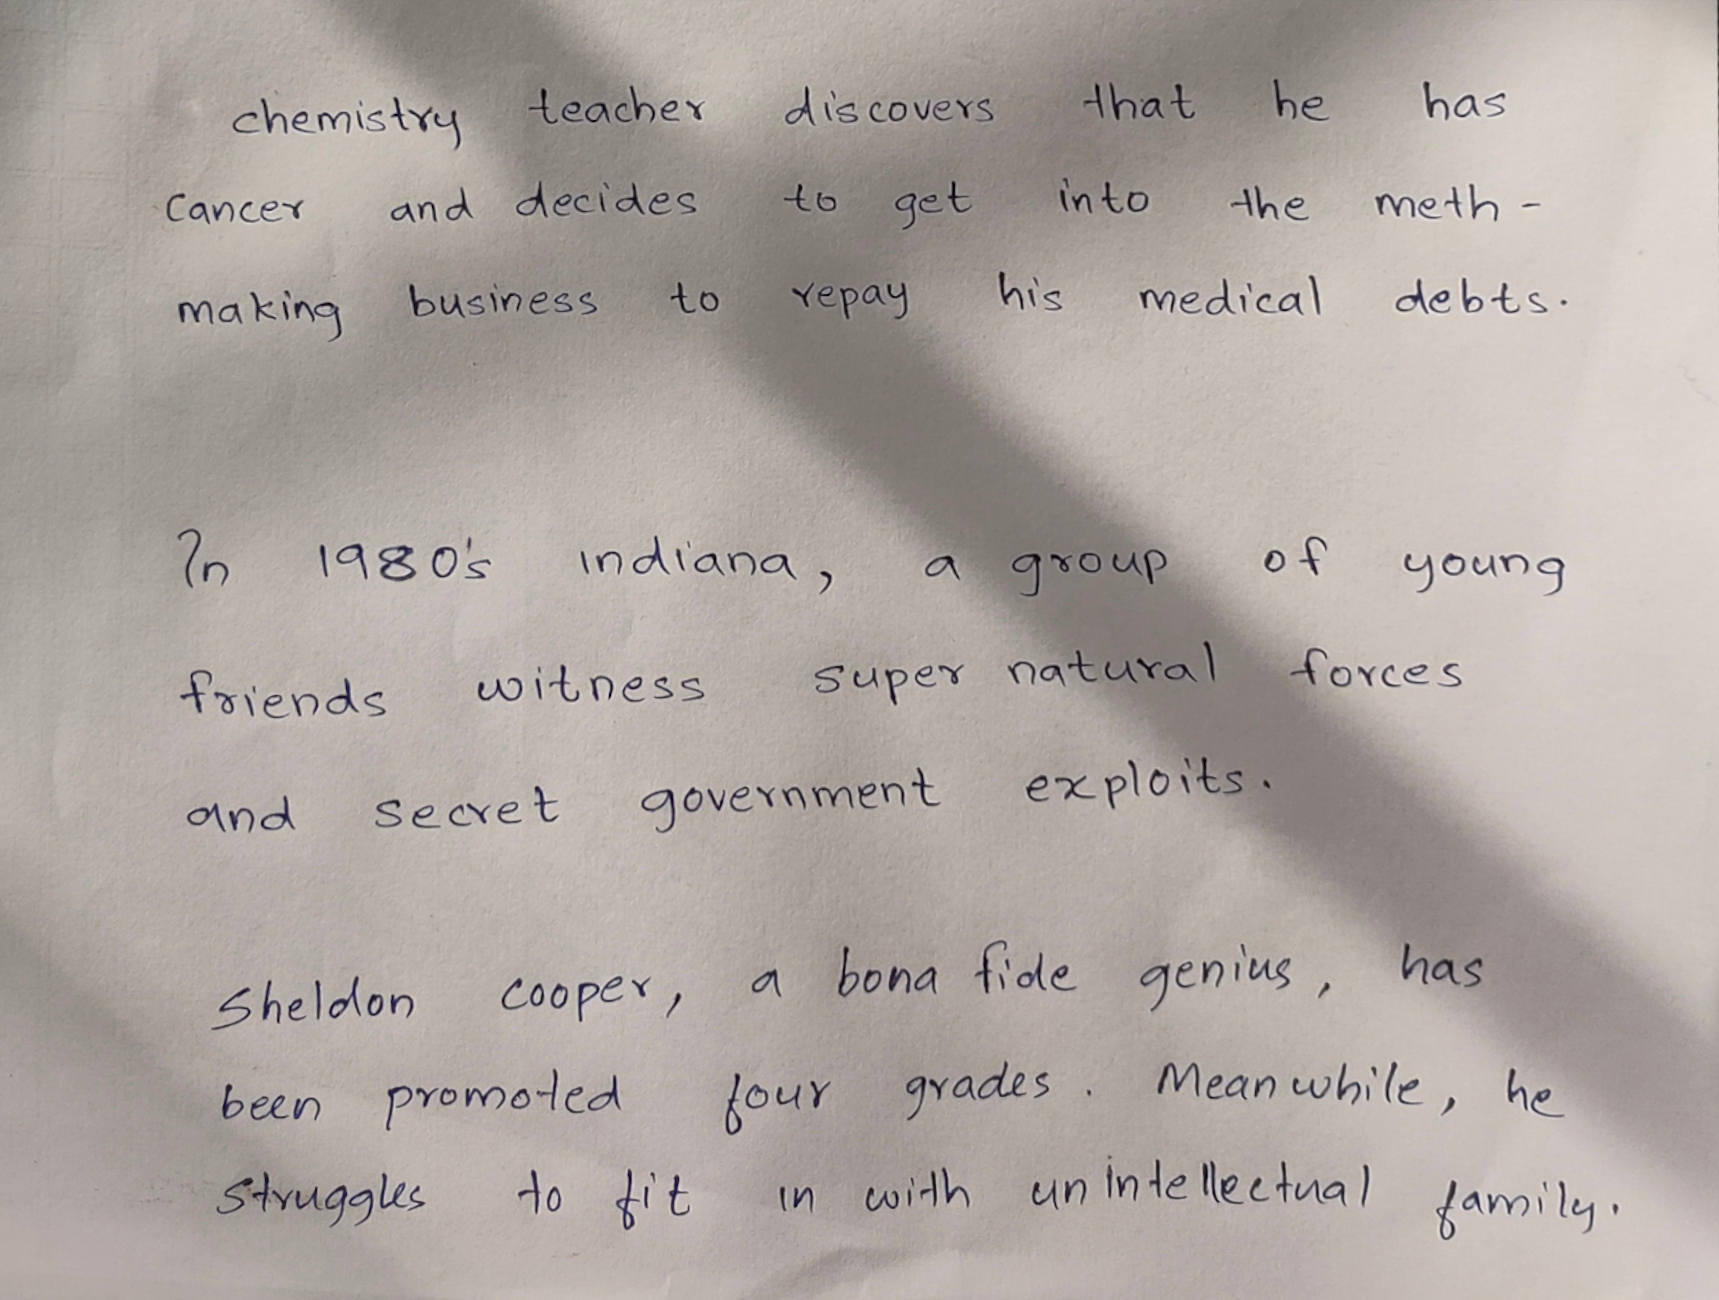 chemistry teacher discovers that he has
cancer and decides to get into the meth-
making business to repay his medical debts.
In 1980's indiana, a group of young
friends witness super natural forces
and secret government exploits.
Sheldon cooper, a bona fide genius, has
been promoted four grades. Meanwhile, he
struggles to fit in with unintellectual family.